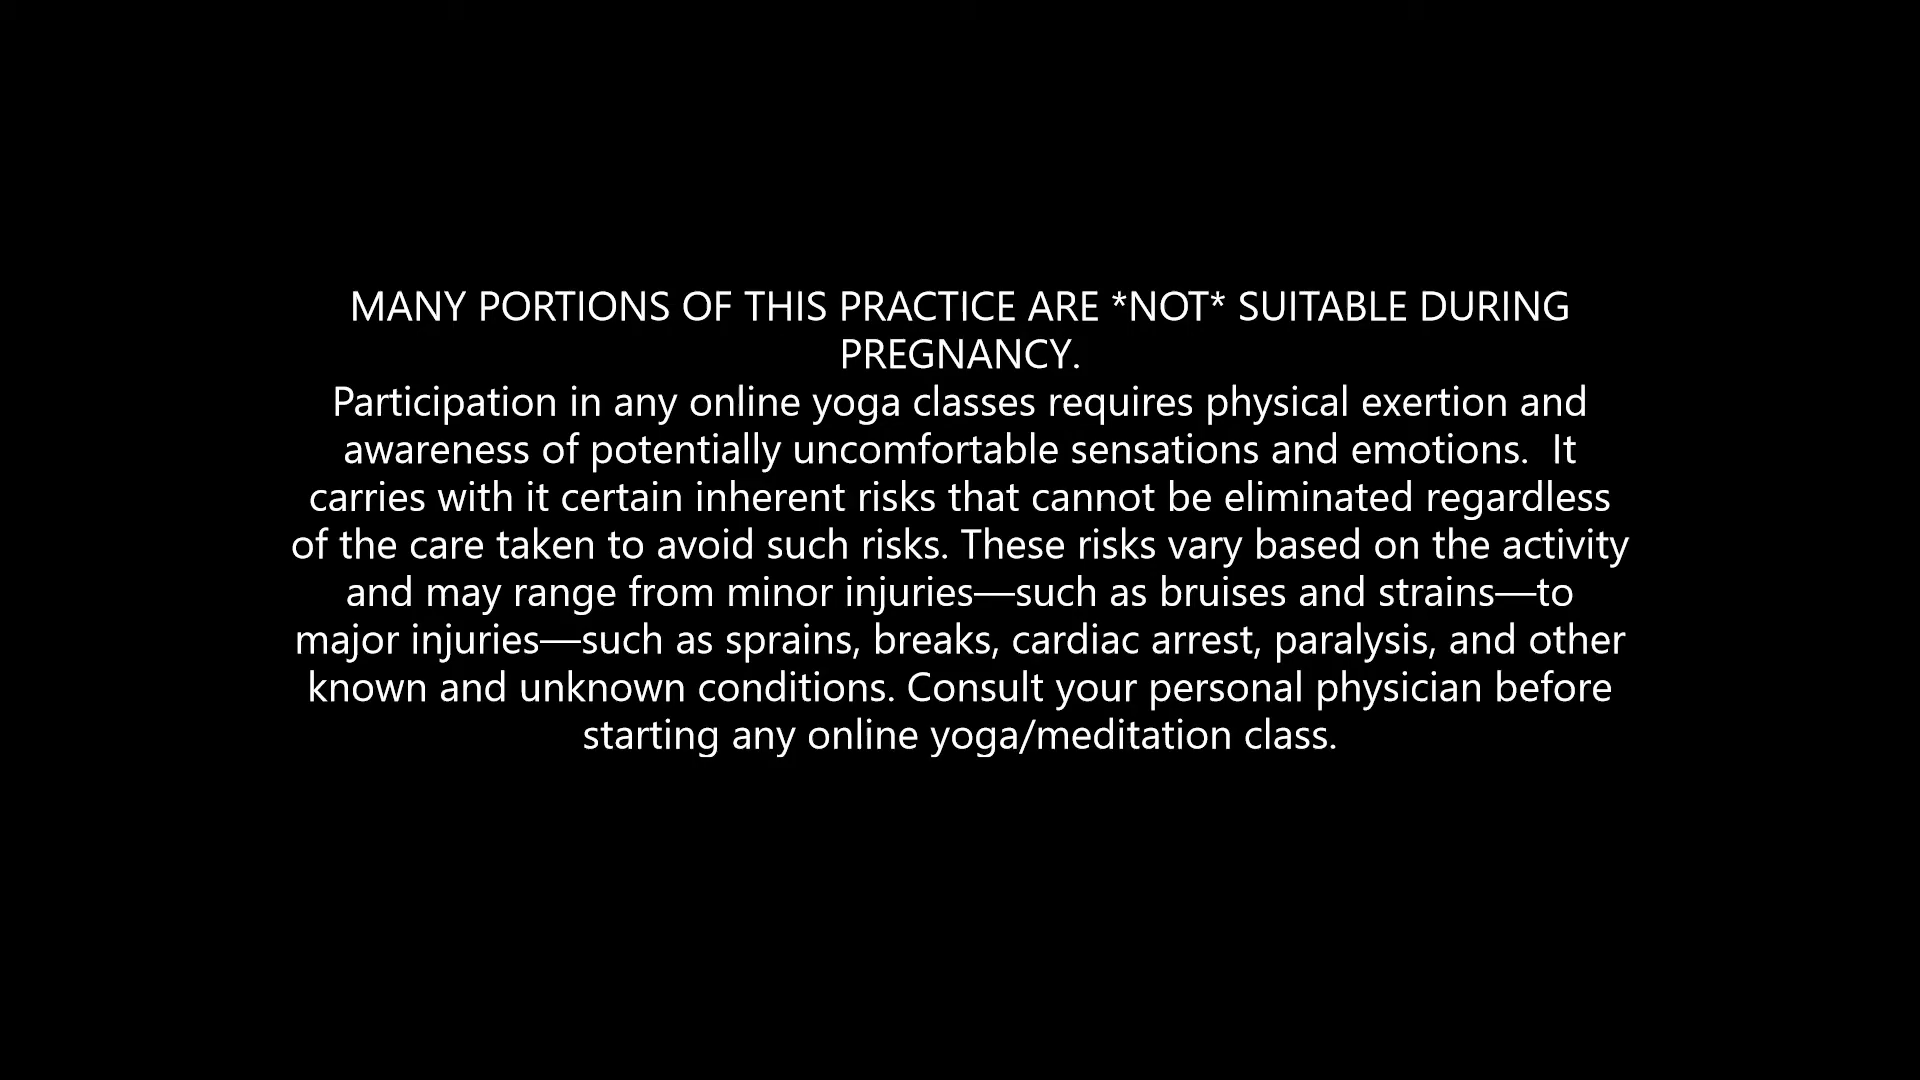 MANY PORTIONS OF THIS PRACTICE ARE *NOT* SUITABLE DURING
PREGNANCY.
Participation in any online yoga classes requires physical exertion and
awareness of potentially uncomfortable sensations and emotions.  It
carries with it certain inherent risks that cannot be eliminated regardless
of the care taken to avoid such risks. These risks vary based on the activity
and may range from minor injuries—such as bruises and strains—to
major injuries—such as sprains, breaks, cardiac arrest, paralysis, and other
known and unknown conditions. Consult your personal physician before
starting any online yoga/meditation class.